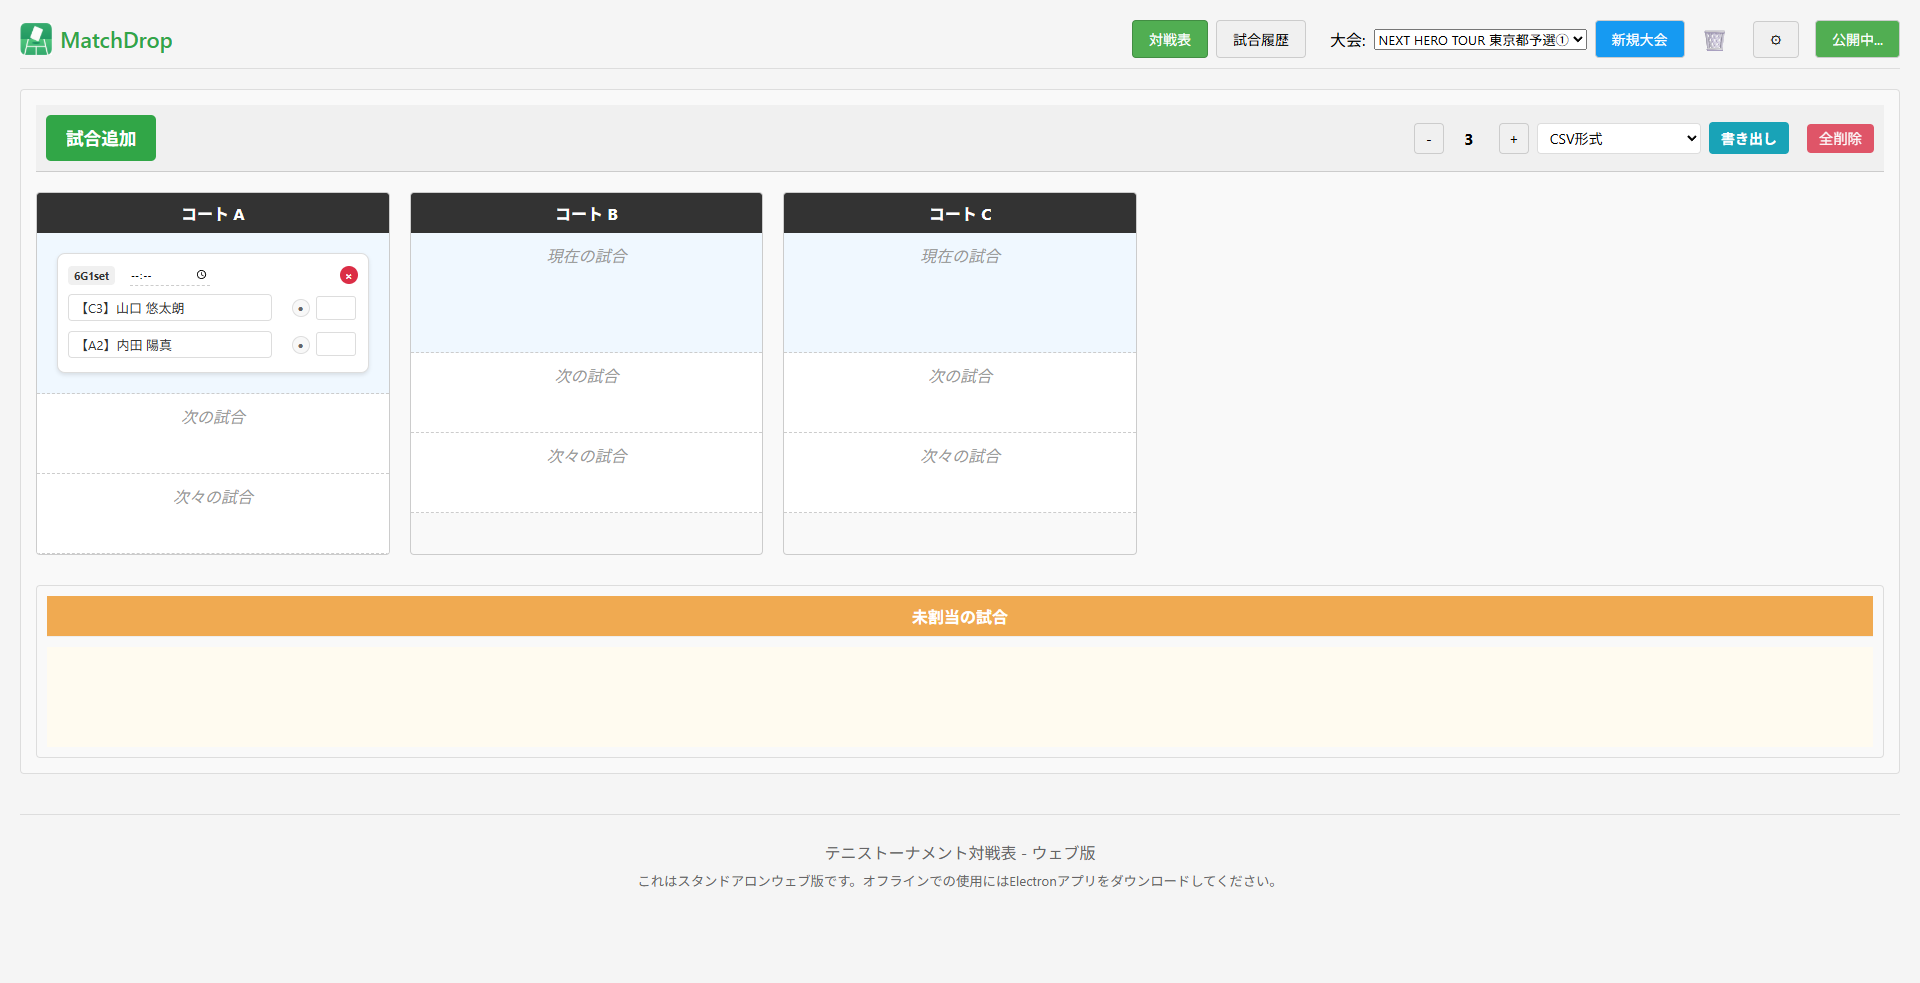 MatchDrop
対戦表
試合履歴
大会: NEXT HERO TOUR 東京都予選①
新規大会
公開中...
試合追加
- 3 +
CSV形式
書き出し
全削除
コート A
6G1set --:--
【C3】山口 悠太朗
【A2】内田 陽真
次の試合
次々の試合
コート B
現在の試合
次の試合
次々の試合
コート C
現在の試合
次の試合
次々の試合
未割当の試合
テニストーナメント対戦表 - ウェブ版
これはスタンドアロンウェブ版です。オフラインでの使用にはElectronアプリをダウンロードしてください。